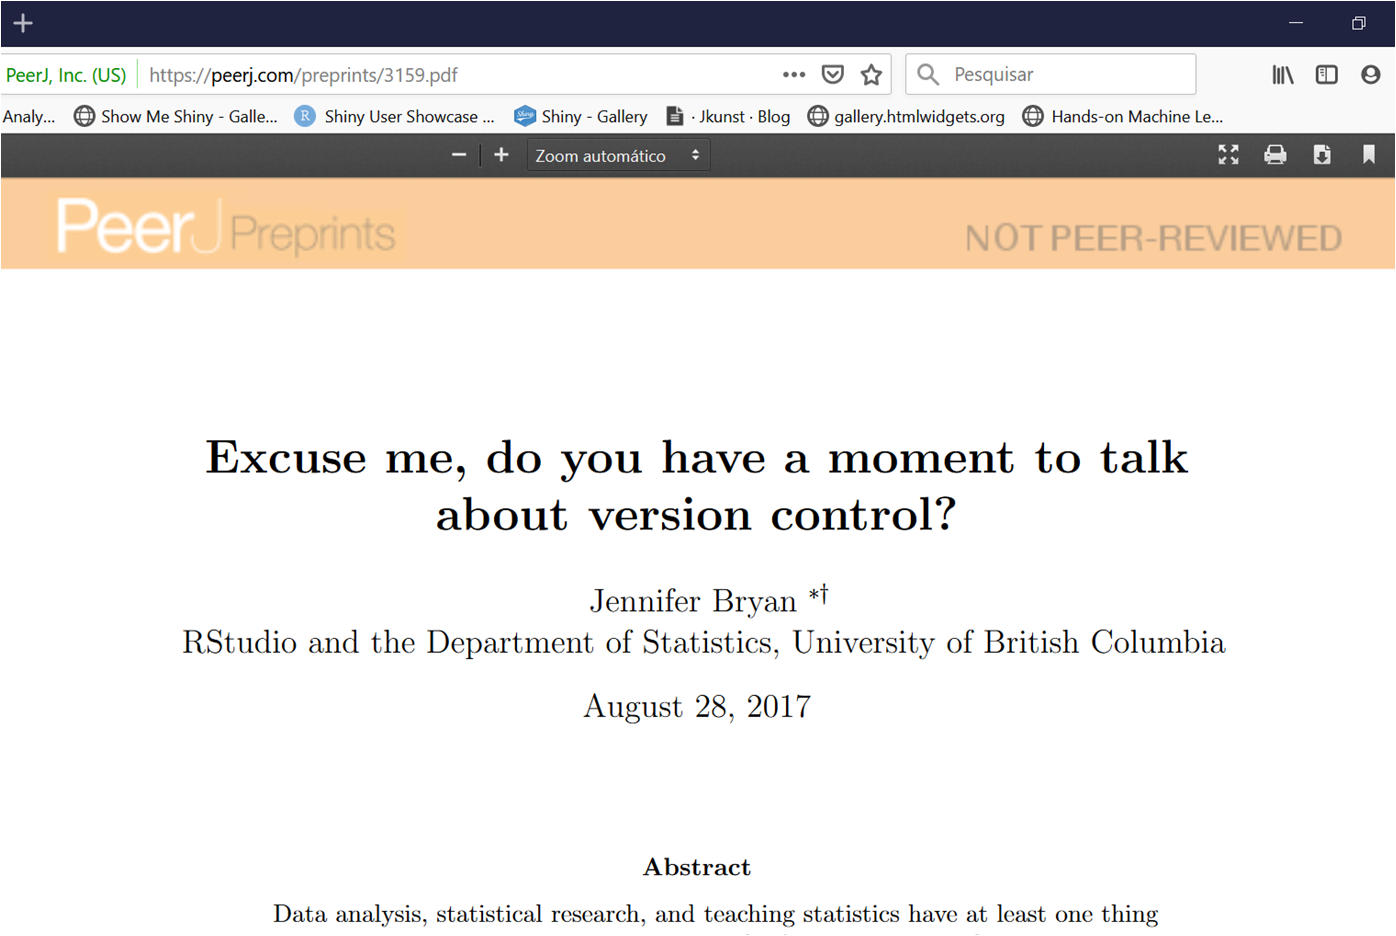 PeerJ, Inc. (US) https://peerj.com/preprints/3159.pdf ••• Pesquisar
Analy... Show Me Shiny - Galle... R Shiny User Showcase ... Shiny - Gallery · Jkunst · Blog gallery.htmlwidgets.org Hands-on Machine Le...
Zoom automático
PeerJ Preprints NOT PEER-REVIEWED
Excuse me, do you have a moment to talk
about version control?
Jennifer Bryan *†
RStudio and the Department of Statistics, University of British Columbia
August 28, 2017
Abstract
Data analysis, statistical research, and teaching statistics have at least one thing